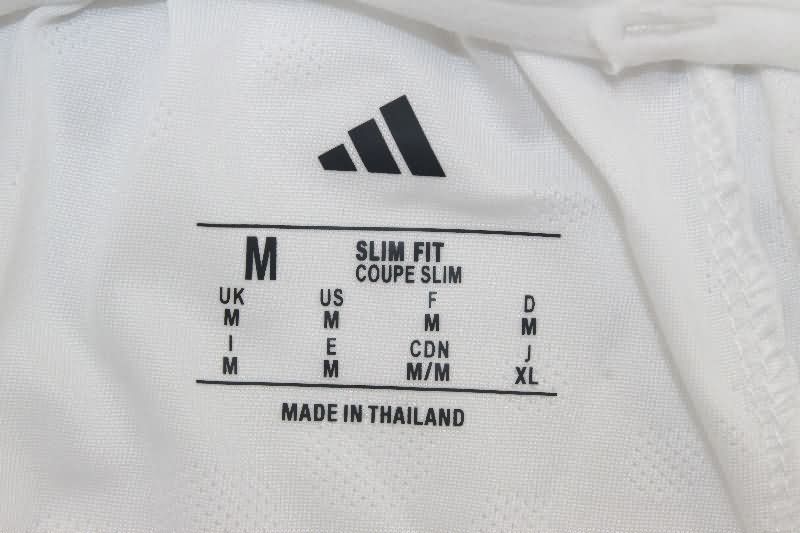 M SLIM FIT
COUPE SLIM
UK US F D
M M M M
I E CDN J
M M M/M XL
MADE IN THAILAND